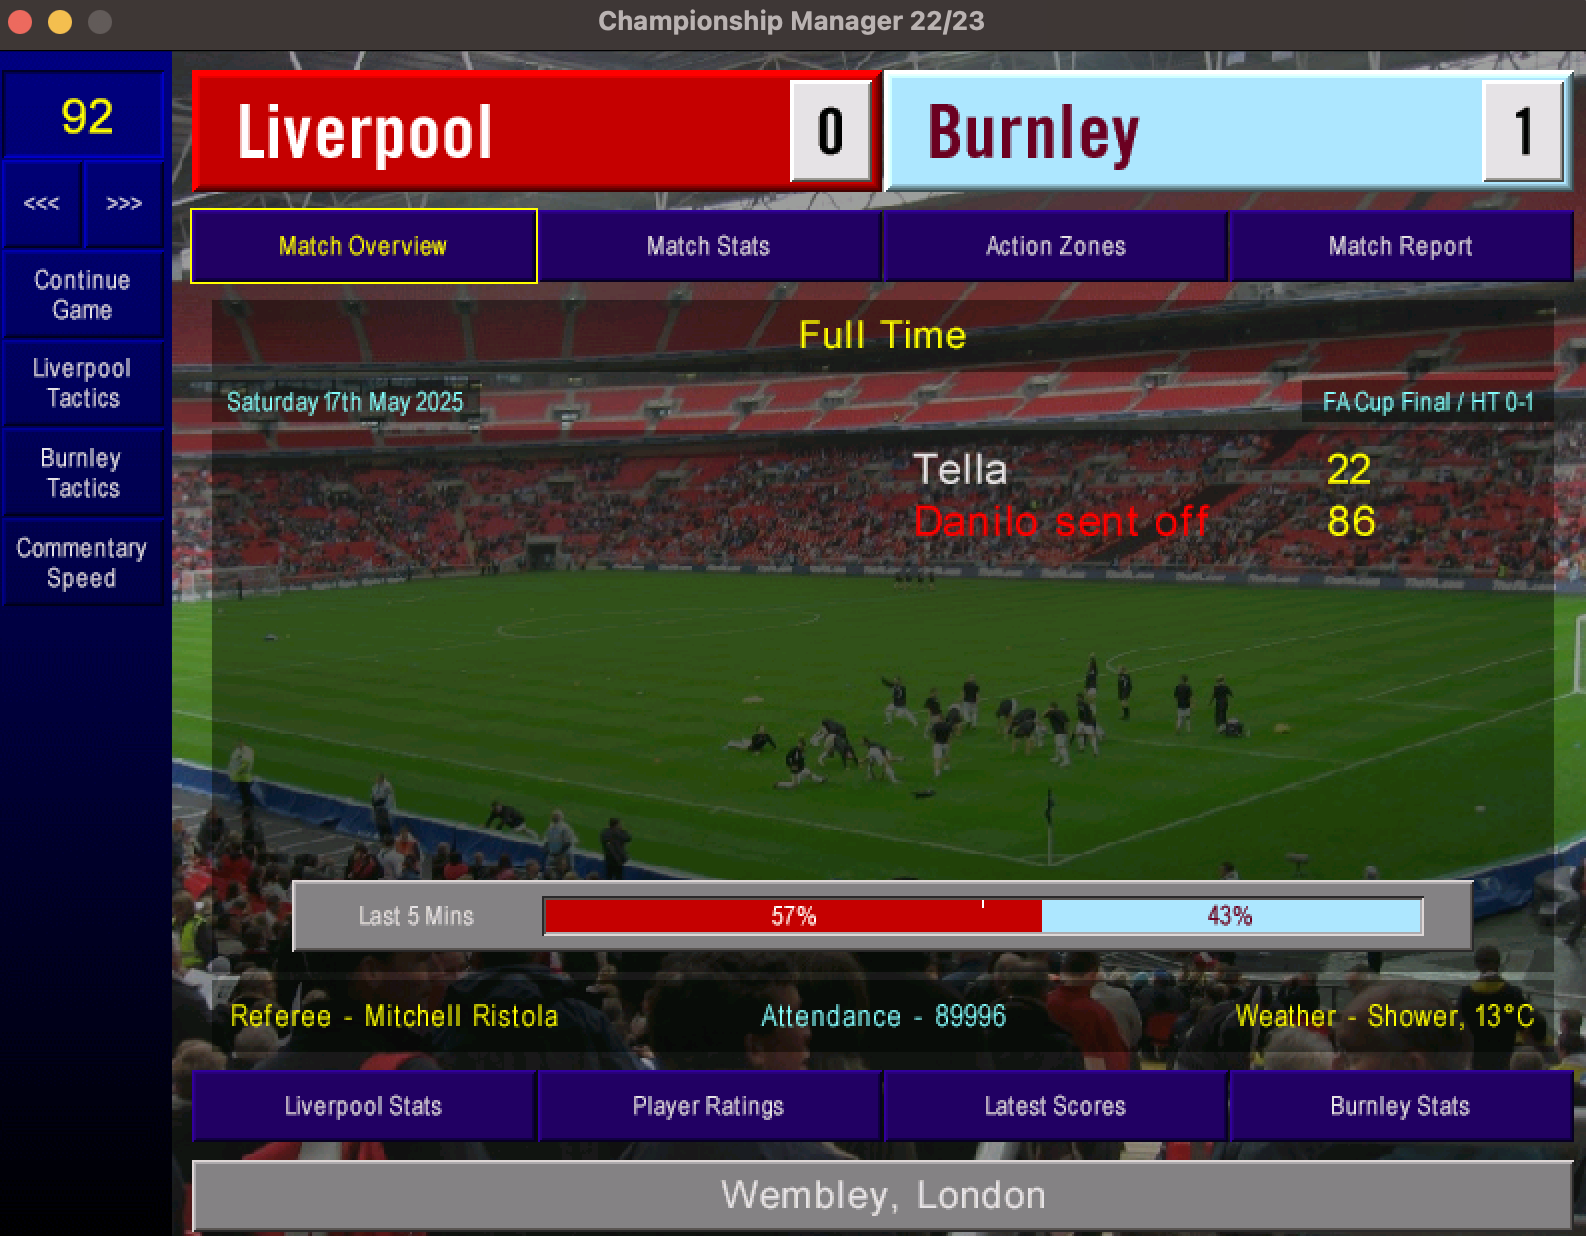 Championship Manager 22/23
92
<<< >>>
Continue
Game
Liverpool
Tactics
Burnley
Tactics
Commentary
Speed
Liverpool 0 Burnley 1
Match Overview Match Stats Action Zones Match Report
Full Time
Saturday 17th May 2025 FA Cup Final / HT 0-1
Tella 22
Danilo sent off 86
Last 5 Mins 57% 43%
Referee - Mitchell Ristola Attendance - 89996 Weather - Shower, 13°C
Liverpool Stats Player Ratings Latest Scores Burnley Stats
Wembley, London